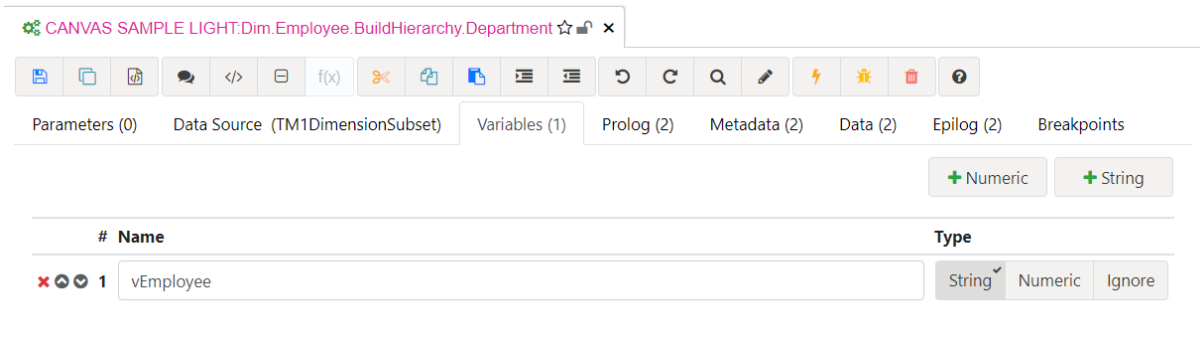 CANVAS SAMPLE LIGHT:Dim.Employee.BuildHierarchy.Department
</> f(x)
Parameters (0) Data Source (TM1DimensionSubset) Variables (1) Prolog (2) Metadata (2) Data (2) Epilog (2) Breakpoints
+ Numeric + String
# Name Type
1 vEmployee String Numeric Ignore